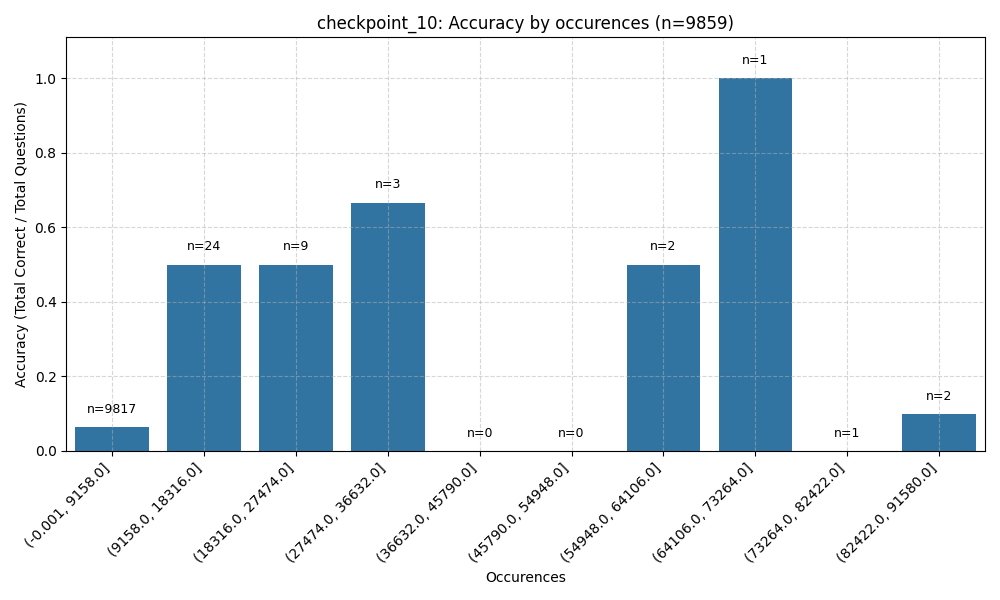 checkpoint_10: Accuracy by occurences (n=9859)
Accuracy (Total Correct / Total Questions)
1.0
0.8
0.6
0.4
0.2
0.0
n=9817
n=24
n=9
n=3
n=0
n=0
n=2
n=1
n=1
n=2
(-0.001, 9158.0]
(9158.0, 18316.0]
(18316.0, 27474.0]
(27474.0, 36632.0]
(36632.0, 45790.0]
(45790.0, 54948.0]
(54948.0, 64106.0]
(64106.0, 73264.0]
(73264.0, 82422.0]
(82422.0, 91580.0]
Occurences